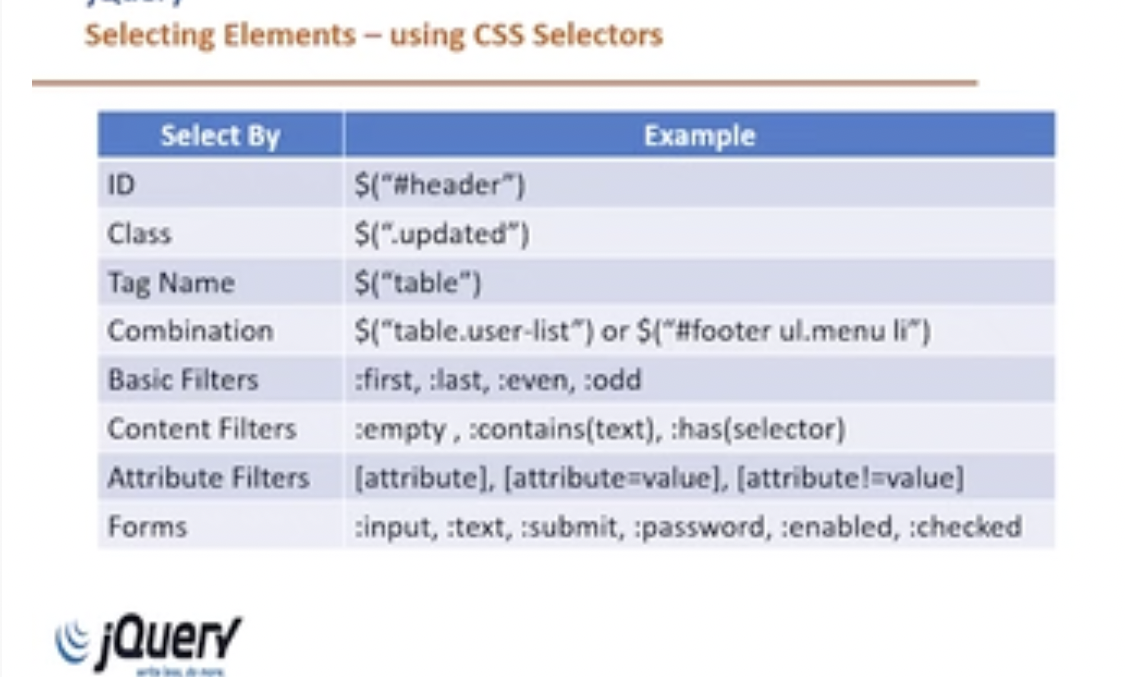 jQuery
Selecting Elements – using CSS Selectors
Select By Example
ID $(“#header”)
Class $(“.updated”)
Tag Name $(“table”)
Combination $(“table.user-list”) or $(“#footer ul.menu li”)
Basic Filters :first, :last, :even, :odd
Content Filters :empty , :contains(text), :has(selector)
Attribute Filters [attribute], [attribute=value], [attribute!=value]
Forms :input, :text, :submit, :password, :enabled, :checked
jQuery
write less, do more.